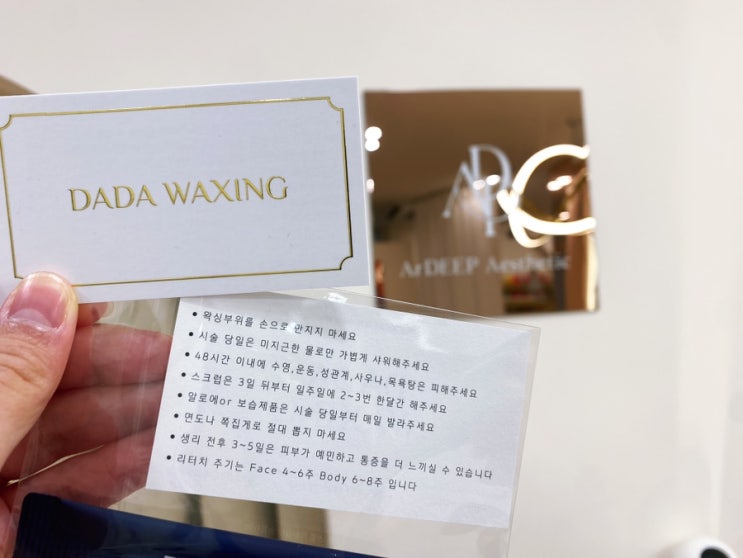 DADA WAXING
ADP
ArDEEP Aesthetic
• 왁싱부위를 손으로 만지지 마세요
• 시술 당일은 미지근한 물로만 가볍게 샤워해주세요
• 48시간 이내에 수영,운동,성관계,사우나,목욕탕은 피해주세요
• 스크럽은 3일 뒤부터 일주일에 2~3번 한달간 해주세요
• 알로에or 보습제품은 시술 당일부터 매일 발라주세요
• 면도나 쪽집게로 절대 뽑지 마세요
• 생리 전후 3~5일은 피부가 예민하고 통증을 더 느끼실 수 있습니다
• 리터치 주기는 Face 4~6주 Body 6~8주 입니다